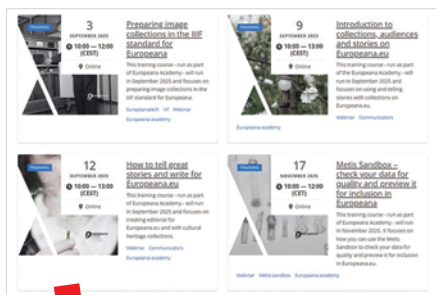 TRAINING
3
SEPTEMBER 2025
10:00 — 12:00
(CEST)
Online
Preparing image
collections in the IIIF
standard for
Europeana
This training course - run as part
of Europeana Academy - will run
in September 2025 and focuses on
preparing image collections in the
IIIF standard for Europeana.
Europeanatech IIIF Webinar
Europeana academy
TRAINING
9
SEPTEMBER 2025
10:00 — 12:00
(CEST)
Online
Introduction to
collections, audiences
and stories on
Europeana.eu
This training course - run as part
of the Europeana Academy - will
run in September 2025 and
focuses on using and telling
stories with collections on
Europeana.eu.
Webinar Communicators
Europeana academy
TRAINING
12
SEPTEMBER 2025
10:00 — 13:00
(CEST)
Online
How to tell great
stories and write for
Europeana.eu
This training course - run as part
of Europeana Academy - will run
in September 2025 and focuses on
creating editorial for
Europeana.eu and with cultural
heritage collections.
Webinar Communicators
Europeana academy
TRAINING
17
NOVEMBER 2025
10:00 — 12:00
(CEST)
Online
Metis Sandbox –
check your data for
quality and preview it
for inclusion in
Europeana
This training course - run as part
of Europeana Academy - will run
in November 2025. It focuses on
how you can use the Metis
Sandbox to check your data for
quality and preview it for inclusion
in Europeana.eu.
Webinar Metis-sandbox Europeana academy